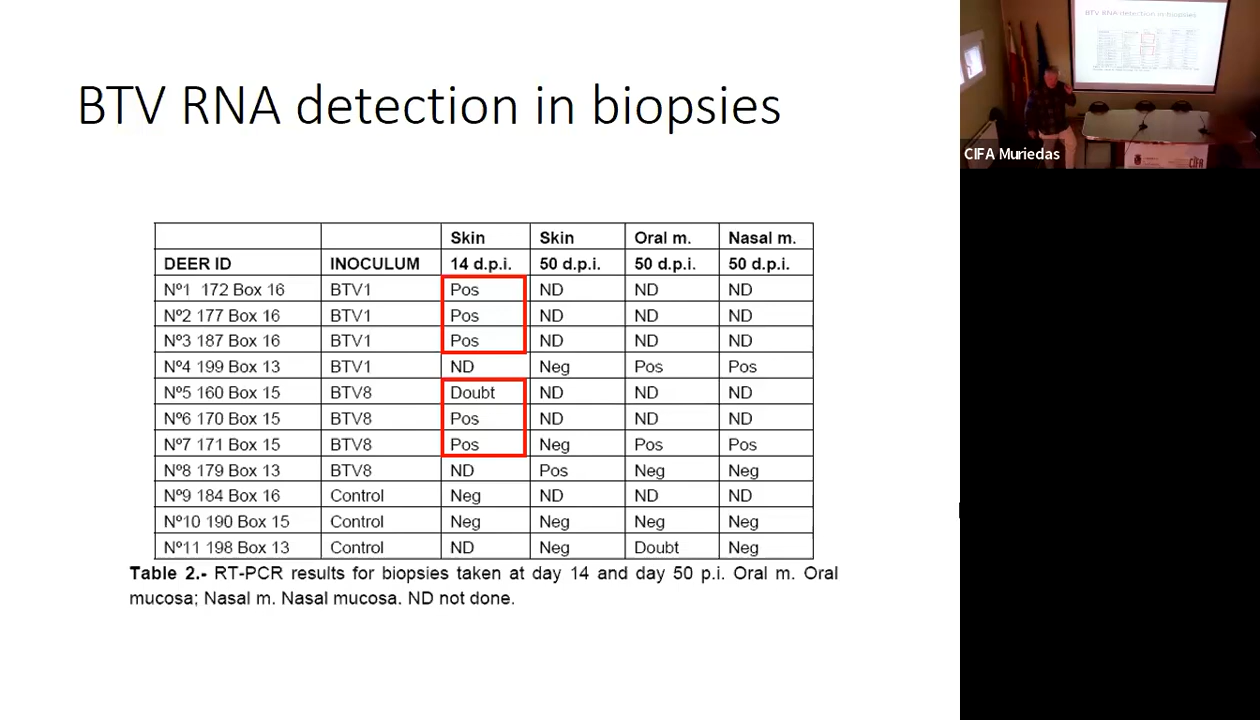 BTV RNA detection in biopsies
Skin Skin Oral m. Nasal m.
DEER ID INOCULUM 14 d.p.i. 50 d.p.i. 50 d.p.i. 50 d.p.i.
Nº1 172 Box 16 BTV1 Pos ND ND ND
Nº2 177 Box 16 BTV1 Pos ND ND ND
Nº3 187 Box 16 BTV1 Pos ND ND ND
Nº4 199 Box 13 BTV1 ND Neg Pos Pos
Nº5 160 Box 15 BTV8 Doubt ND ND ND
Nº6 170 Box 15 BTV8 Pos ND ND ND
Nº7 171 Box 15 BTV8 Pos Neg Pos Pos
Nº8 179 Box 13 BTV8 ND Pos Neg Neg
Nº9 184 Box 16 Control Neg ND ND ND
Nº10 190 Box 15 Control Neg Neg Neg Neg
Nº11 198 Box 13 Control ND Neg Doubt Neg
Table 2.- RT-PCR results for biopsies taken at day 14 and day 50 p.i. Oral m. Oral
mucosa; Nasal m. Nasal mucosa. ND not done.
BTV RNA detection in biopsies
CIFA Muriedas
CIFA